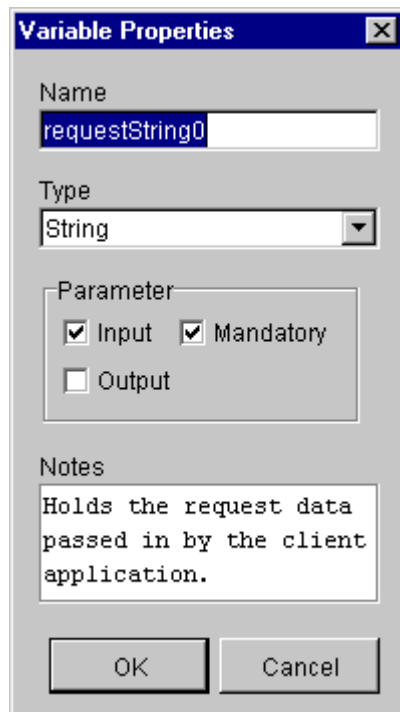 Variable Properties
Name
requestString0
Type
String
Parameter
Input Mandatory
Output
Notes
Holds the request data
passed in by the client
application.
OK Cancel